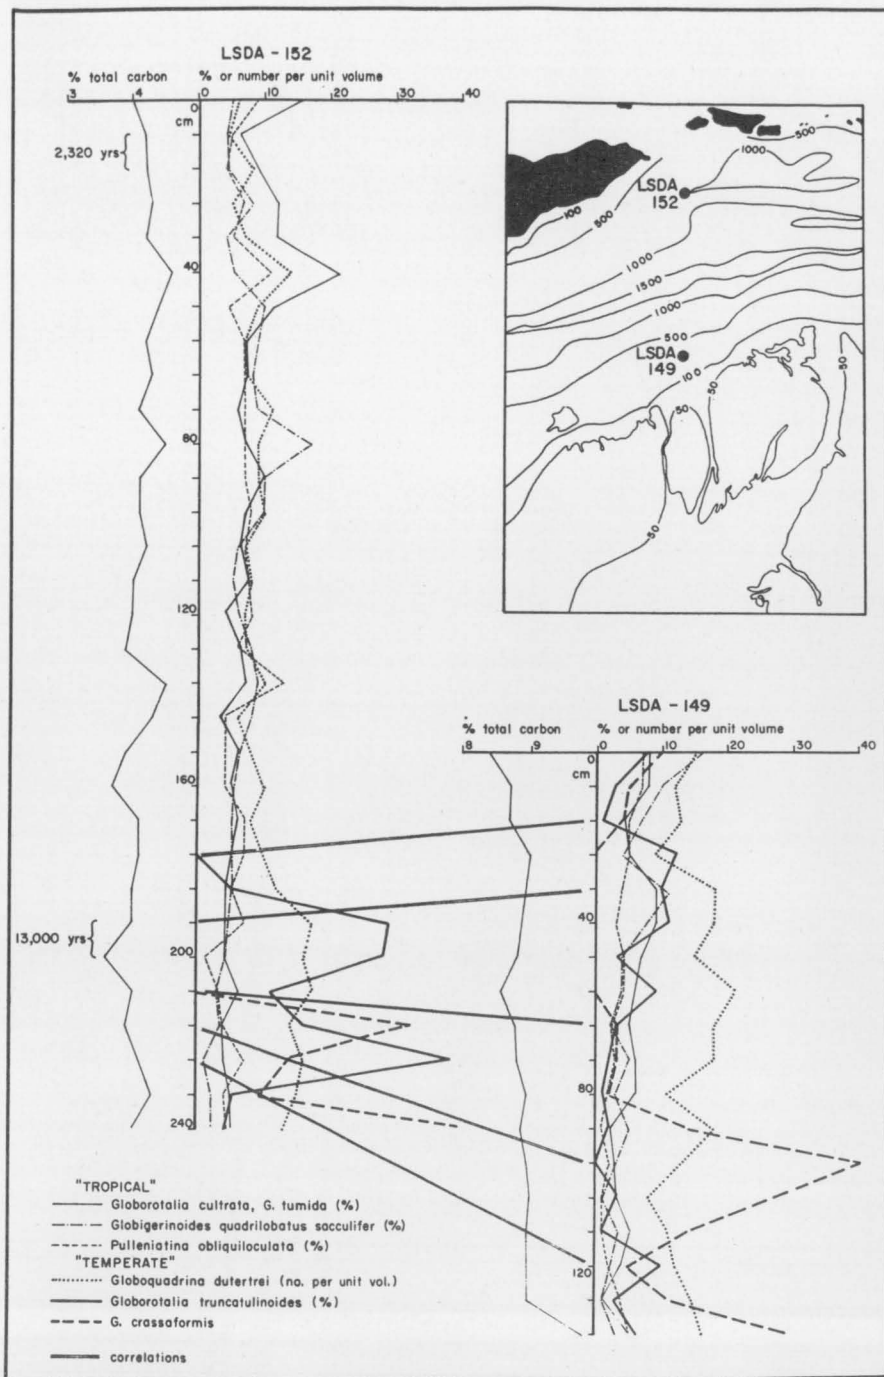 LSDA - 152
% total carbon % or number per unit volume
3 4 0 10 20 30 40
cm
2,320 yrs
40
80
120
160
13,000 yrs
200
240
500
1000
LSDA
152
100
500
1000
1500
1000
500
LSDA
149
100
50
50
50
50
50
LSDA - 149
% total carbon % or number per unit volume
8 9 0 10 20 30 40
cm
40
80
120
"TROPICAL"
Globorotalia cultrata, G. tumida (%)
Globigerinoides quadrilobatus sacculifer (%)
Pulleniatina obliquiloculata (%)
"TEMPERATE"
Globoquadrina dutertrei (no. per unit vol.)
Globorotalia truncatulinoides (%)
G. crassaformis
correlations